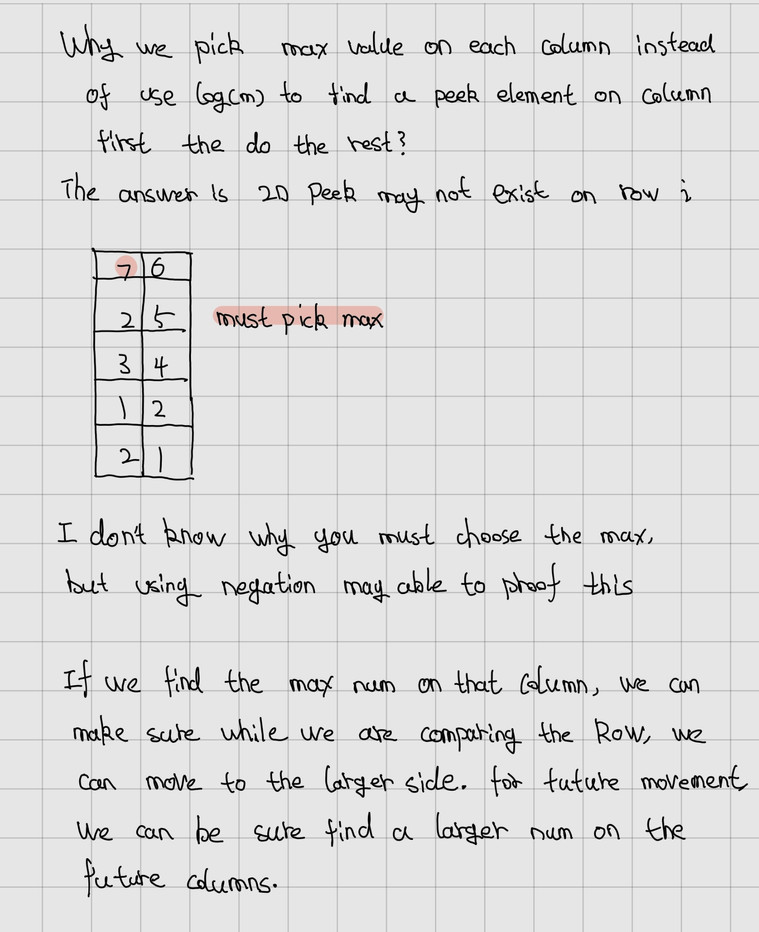 Why we pick max value on each column instead
of use log(m) to find a peek element on column
first the do the rest?
The answer is 2D Peek may not exist on row i
7 6
2 5 must pick max
3 4
1 2
2 1
I don't know why you must choose the max,
but using negation may able to proof this
If we find the max num on that column, we can
make sure while we are comparing the Row, we
can move to the larger side. for future movement
we can be sure find a larger num on the
future columns.